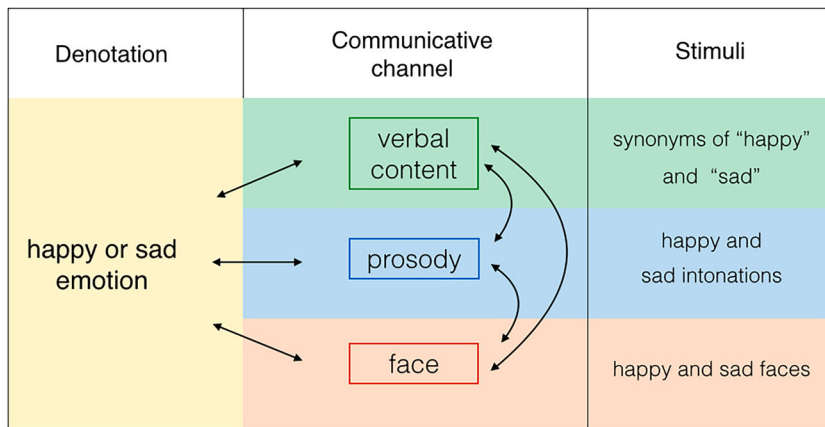 Denotation
Communicative
channel
Stimuli
happy or sad
emotion
verbal
content
synonyms of “happy”
and “sad”
prosody
happy and
sad intonations
face
happy and sad faces